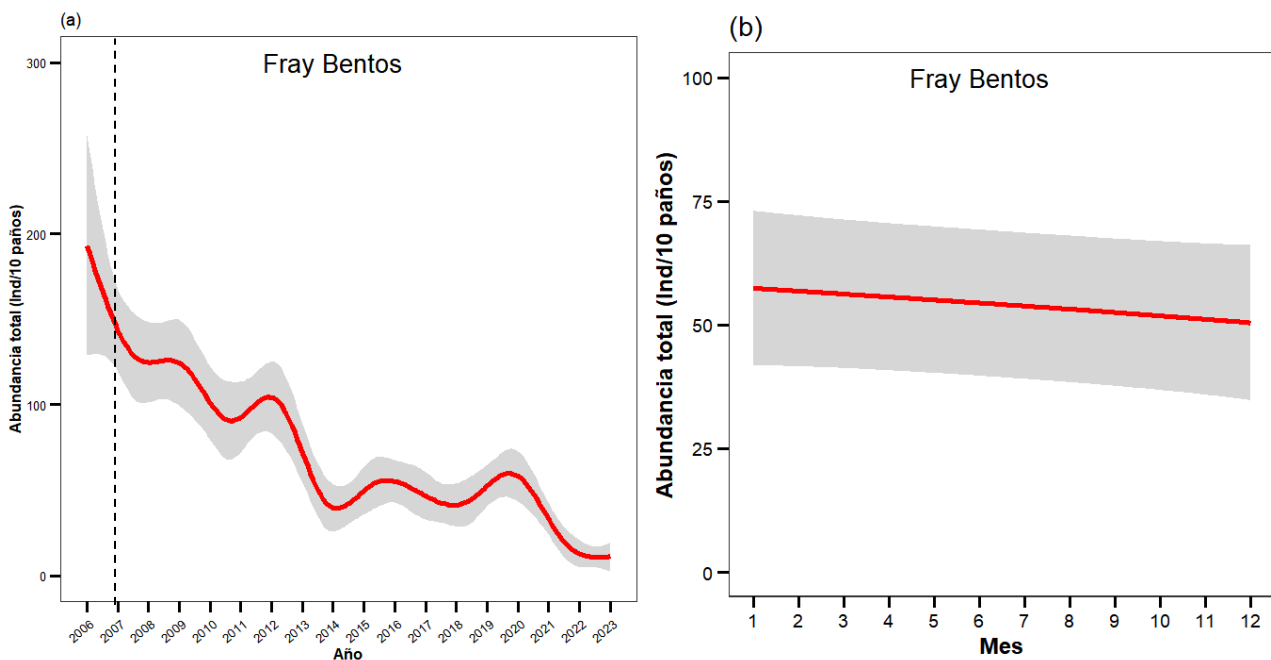 (a)
Fray Bentos
Abundancia total (Ind/10 paños)
300
200
100
0
2006 2007 2008 2009 2010 2011 2012 2013 2014 2015 2016 2017 2018 2019 2020 2021 2022 2023
Año
(b)
Fray Bentos
Abundancia total (Ind/10 paños)
100
75
50
25
0
1 2 3 4 5 6 7 8 9 10 11 12
Mes